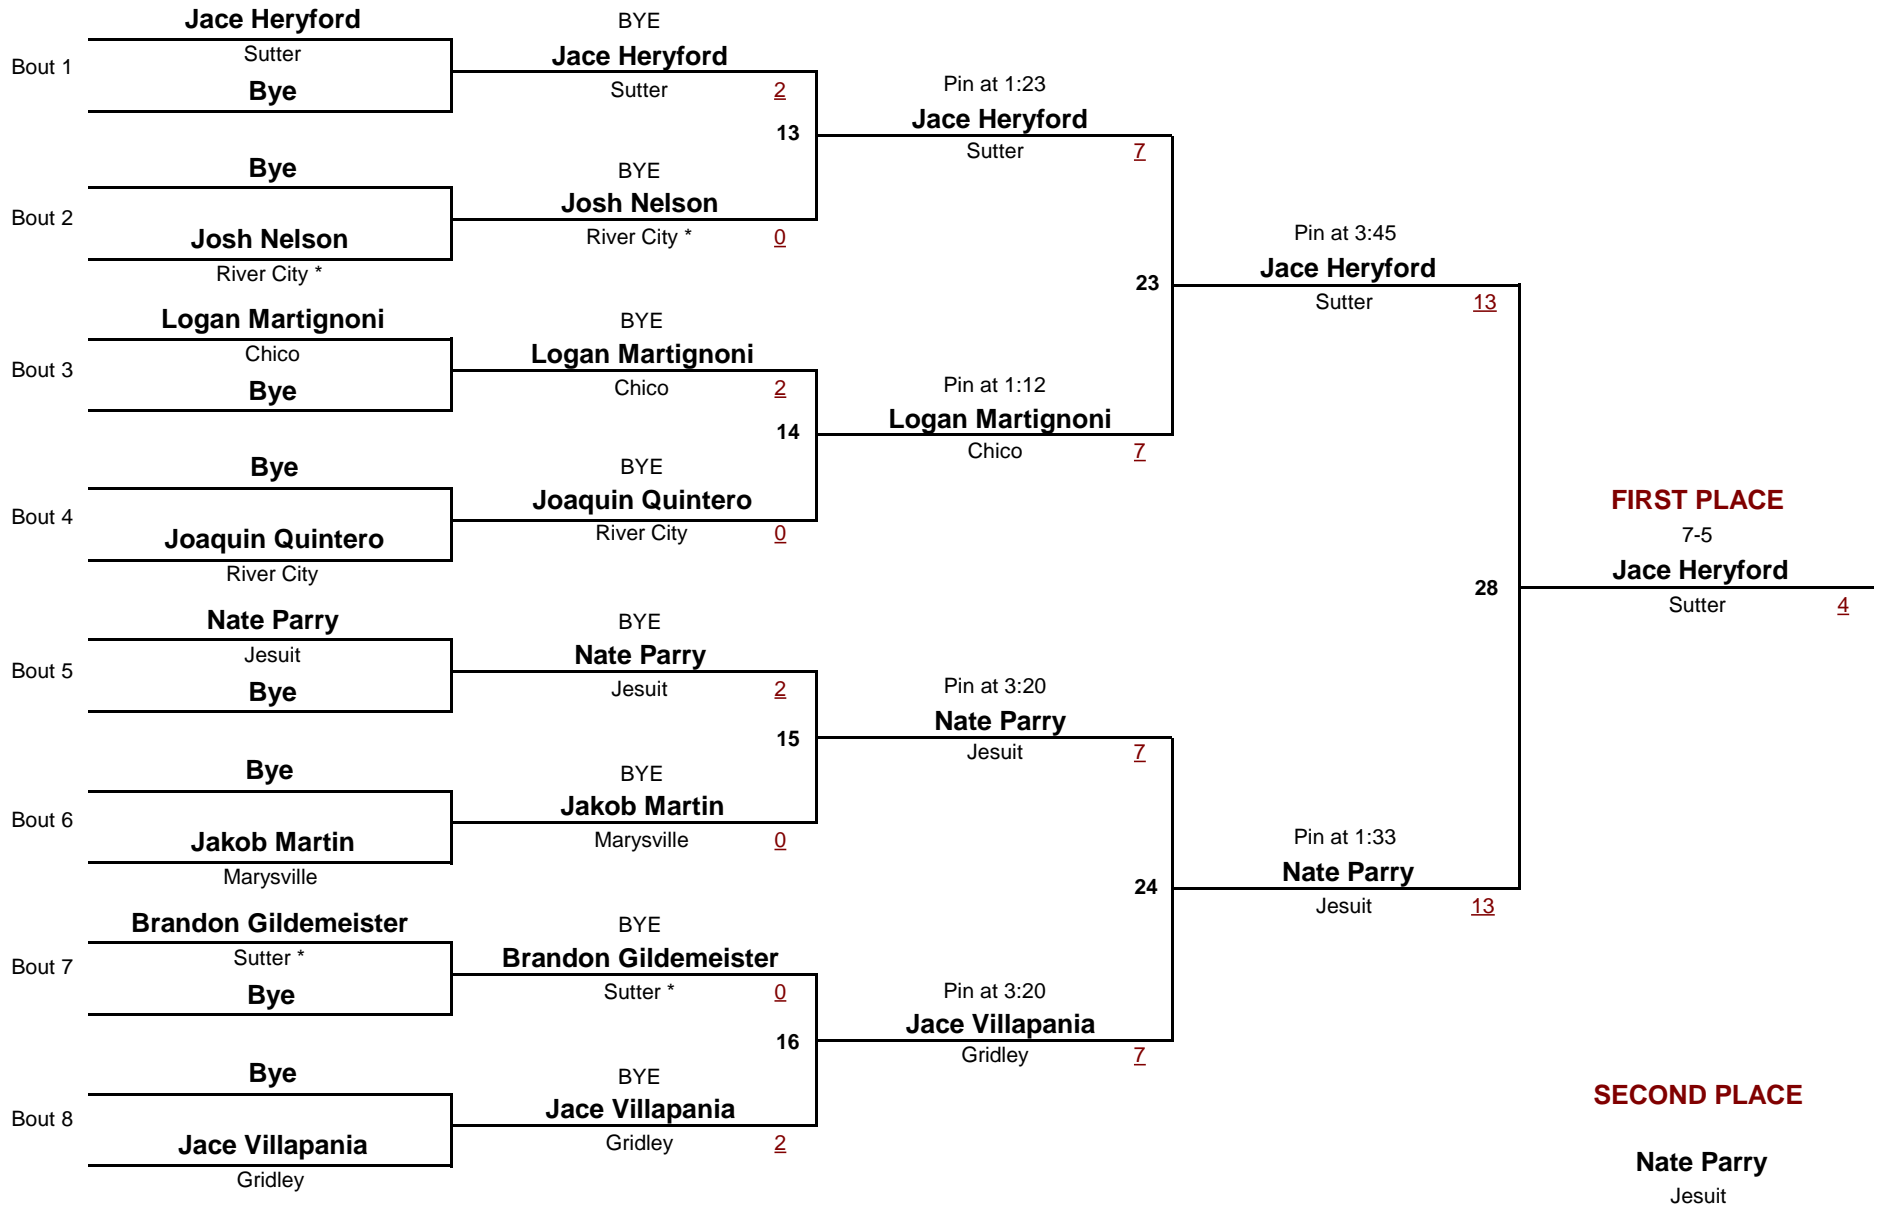 Jace Heryford
Sutter
Bout 1
Bye
Bye
Bout 2
Josh Nelson
River City *
Logan Martignoni
Chico
Bout 3
Bye
Bye
Bout 4
Joaquin Quintero
River City
Nate Parry
Jesuit
Bout 5
Bye
Bye
Bout 6
Jakob Martin
Marysville
Brandon Gildemeister
Sutter *
Bout 7
Bye
Bye
Bout 8
Jace Villapania
Gridley
BYE
Jace Heryford
Sutter 2
13
BYE
Josh Nelson
River City * 0
BYE
Logan Martignoni
Chico 2
14
BYE
Joaquin Quintero
River City 0
BYE
Nate Parry
Jesuit 2
15
BYE
Jakob Martin
Marysville 0
BYE
Brandon Gildemeister
Sutter * 0
16
BYE
Jace Villapania
Gridley 2
Pin at 1:23
Jace Heryford
Sutter 7
23
Pin at 1:12
Logan Martignoni
Chico 7
Pin at 3:20
Nate Parry
Jesuit 7
24
Pin at 3:20
Jace Villapania
Gridley 7
Pin at 3:45
Jace Heryford
Sutter 13
28
Pin at 1:33
Nate Parry
Jesuit 13
FIRST PLACE
7-5
Jace Heryford
Sutter 4
SECOND PLACE
Nate Parry
Jesuit